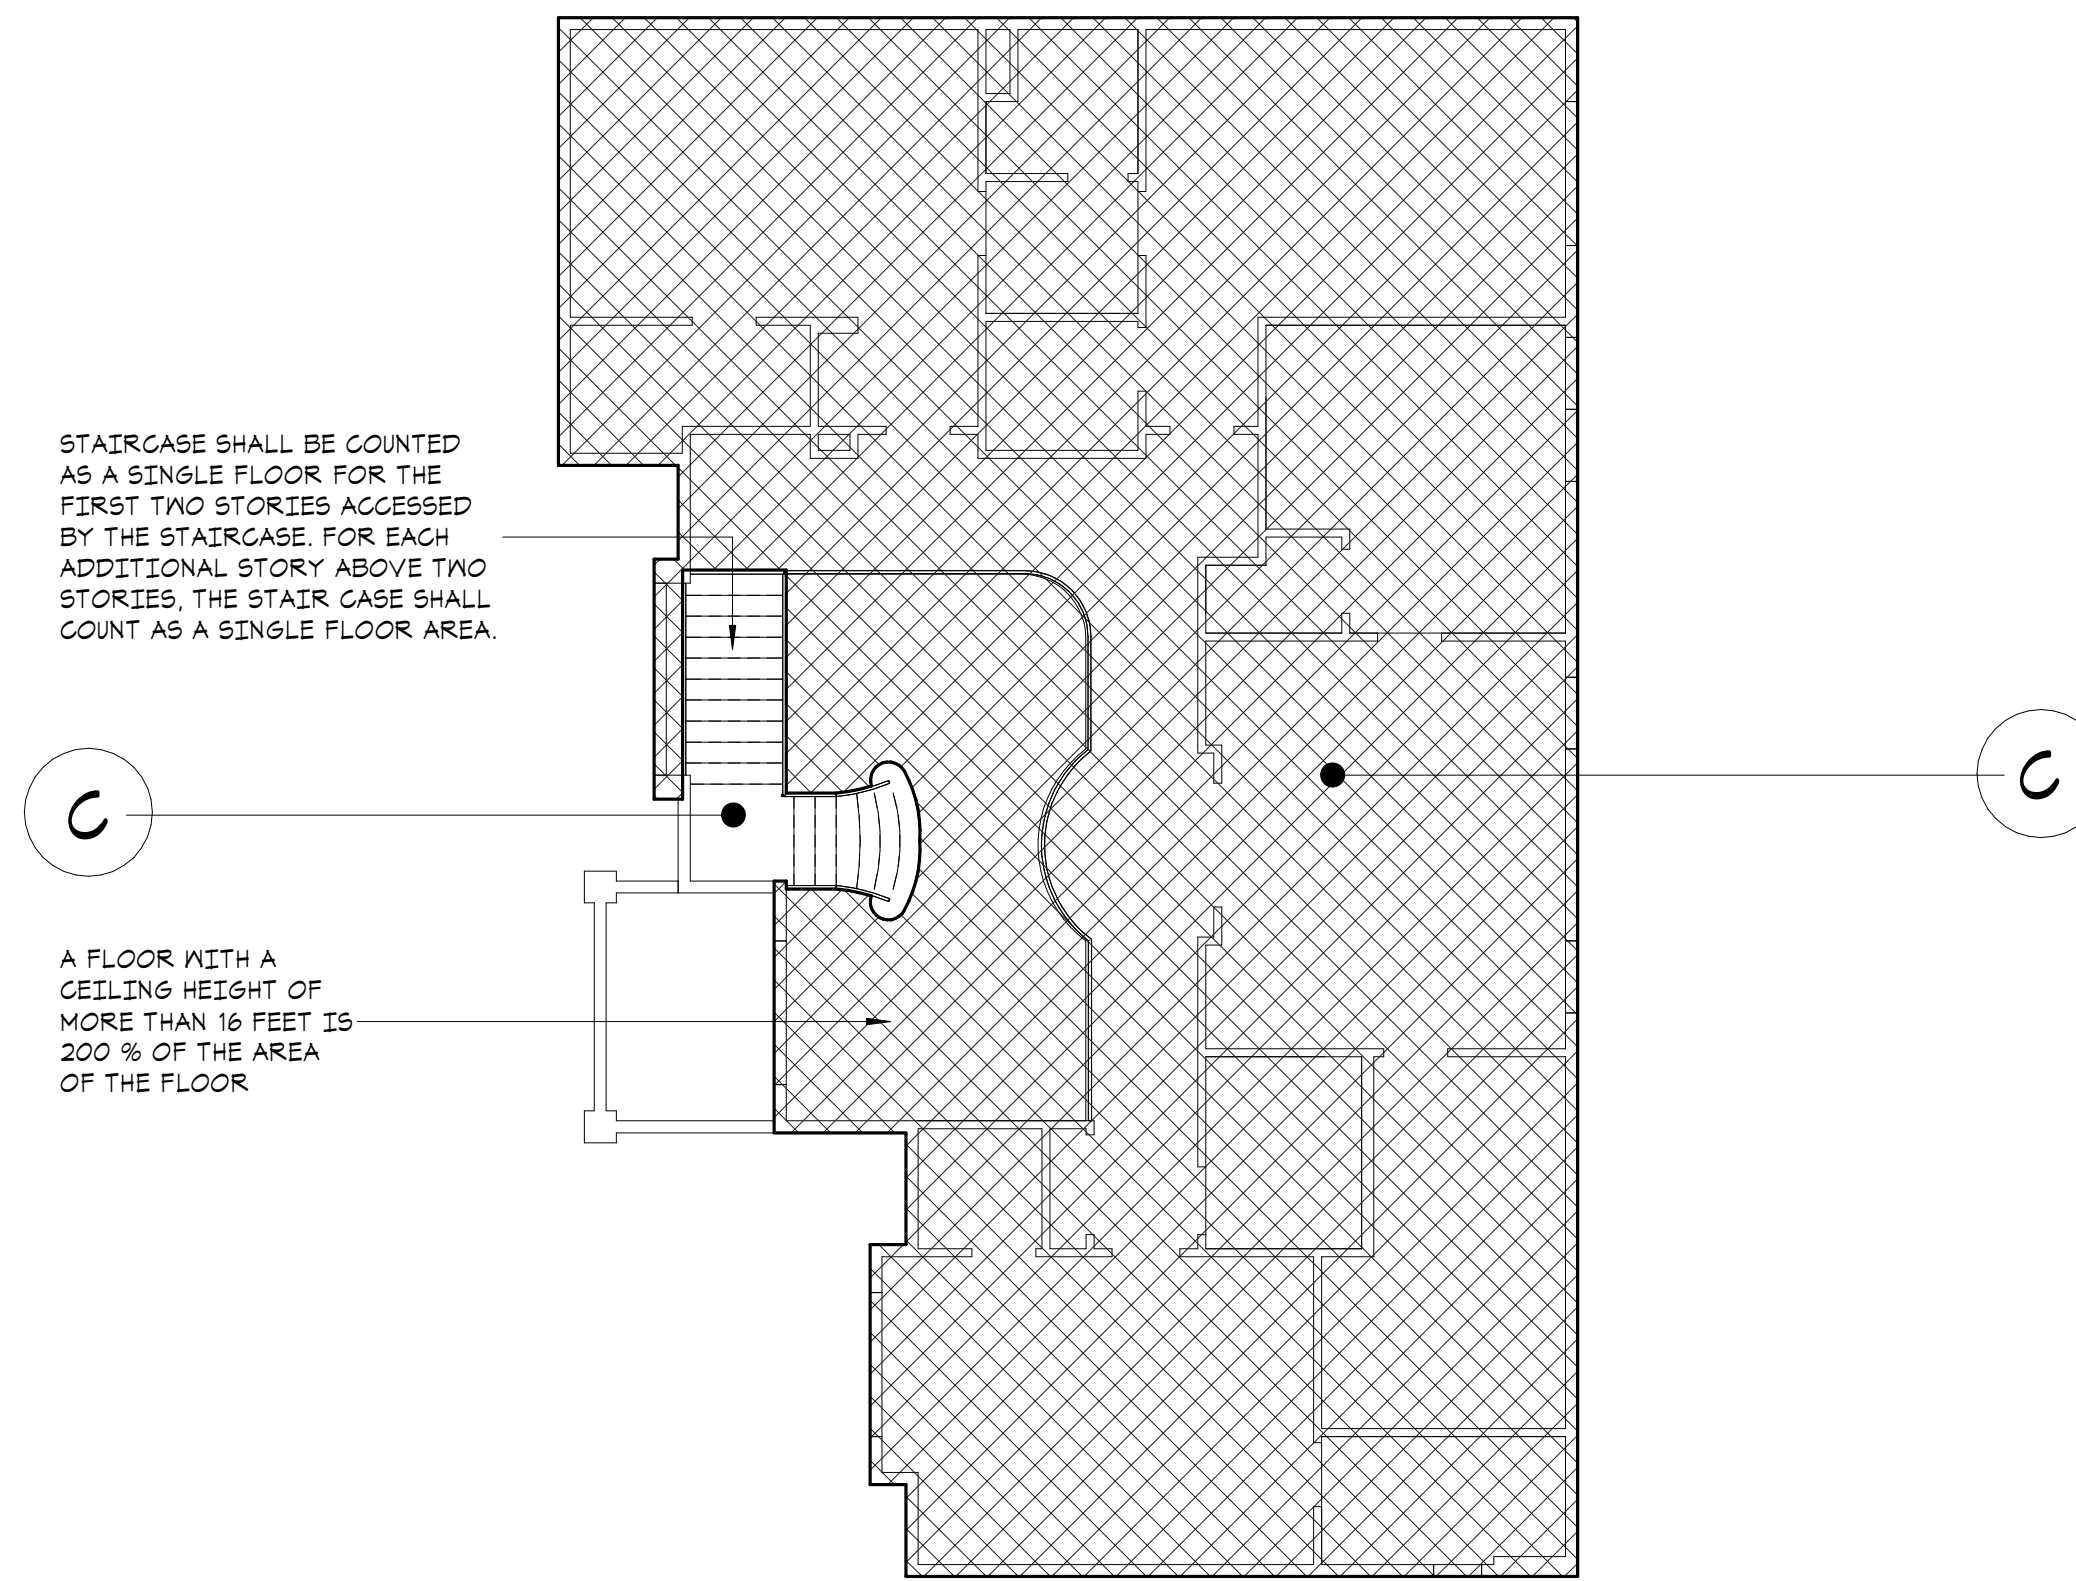 STAIRCASE SHALL BE COUNTED
AS A SINGLE FLOOR FOR THE
FIRST TWO STORIES ACCESSED
BY THE STAIRCASE. FOR EACH
ADDITIONAL STORY ABOVE TWO
STORIES, THE STAIR CASE SHALL
COUNT AS A SINGLE FLOOR AREA.
C
C
A FLOOR WITH A
CEILING HEIGHT OF
MORE THAN 16 FEET IS
200 % OF THE AREA
OF THE FLOOR